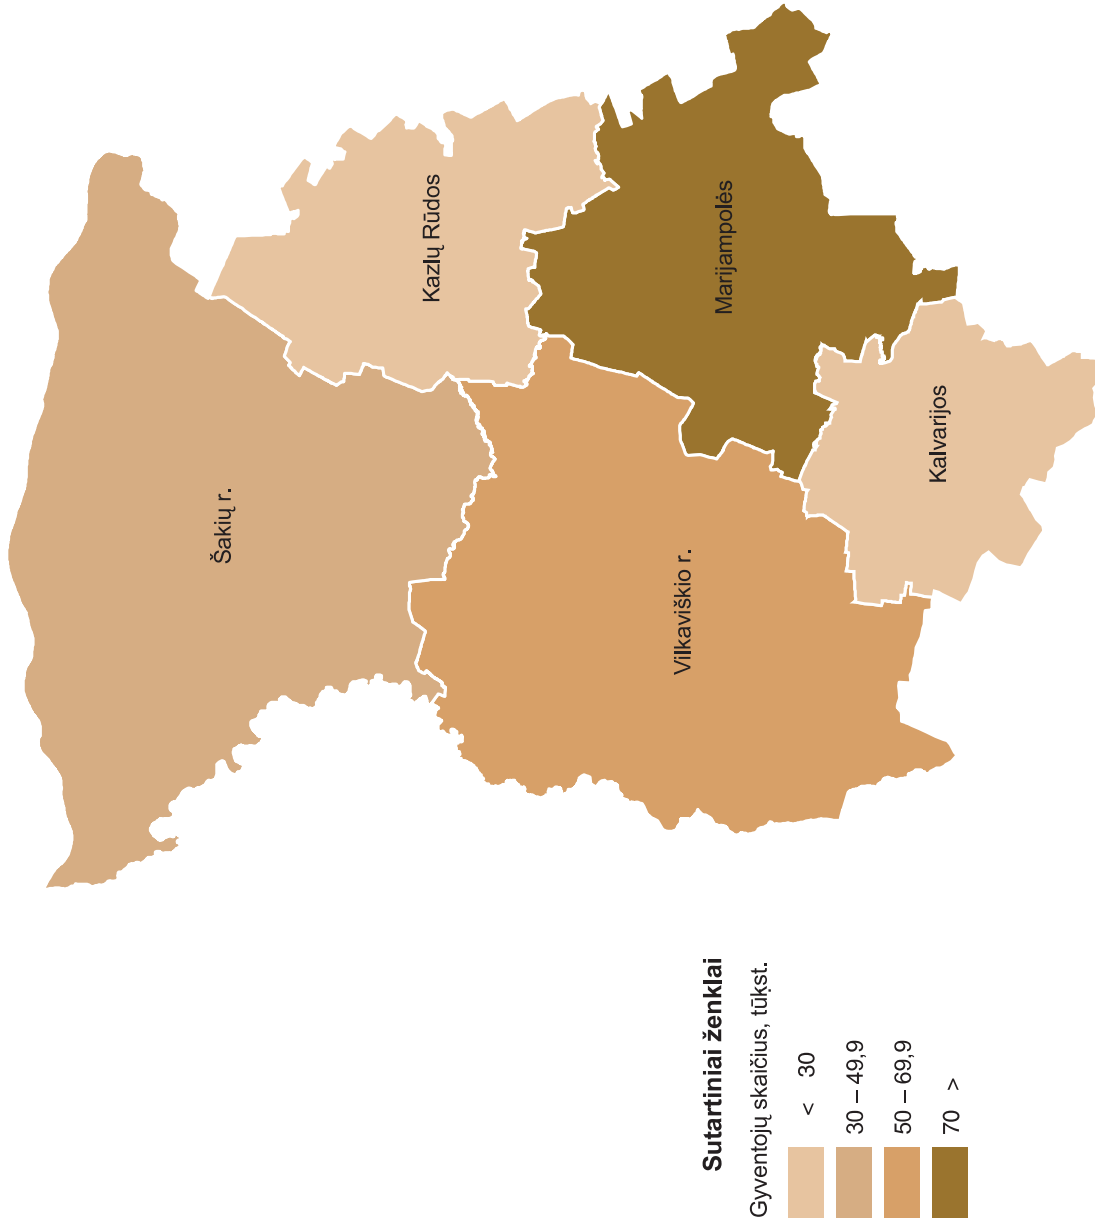 Šakių r.
Kazlų Rūdos
Vilkaviškio r.
Marijampolės
Kalvarijos
Sutartiniai ženklai
Gyventojų skaičius, tūkst.
< 30
30 – 49,9
50 – 69,9
70 >